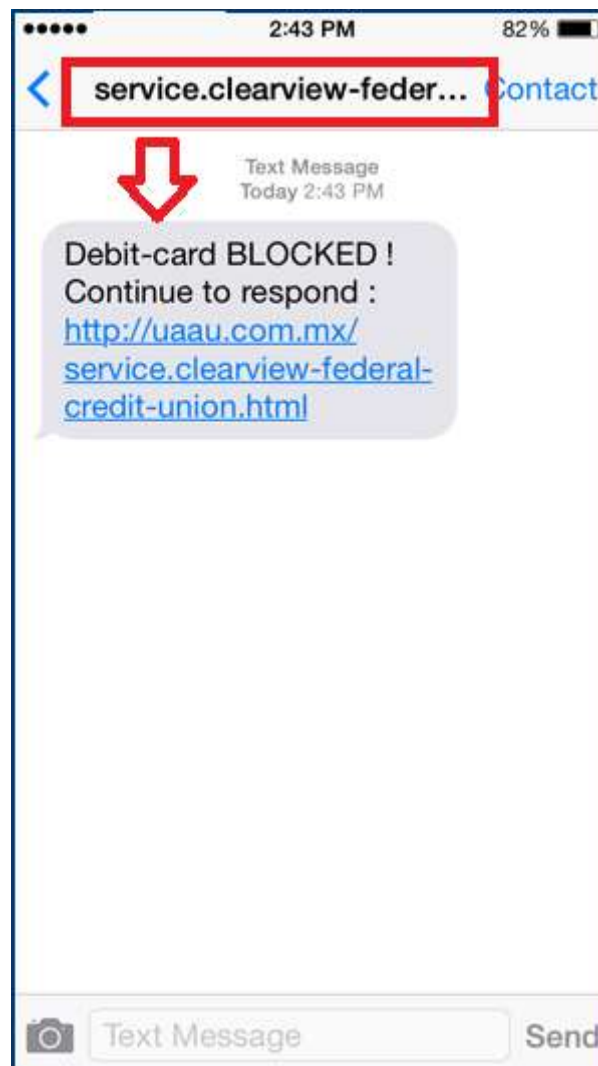 2:43 PM 82%
service.clearview-feder... Contact
Text Message
Today 2:43 PM
Debit-card BLOCKED !
Continue to respond :
http://uaau.com.mx/
service.clearview-federal-
credit-union.html
Text Message Send